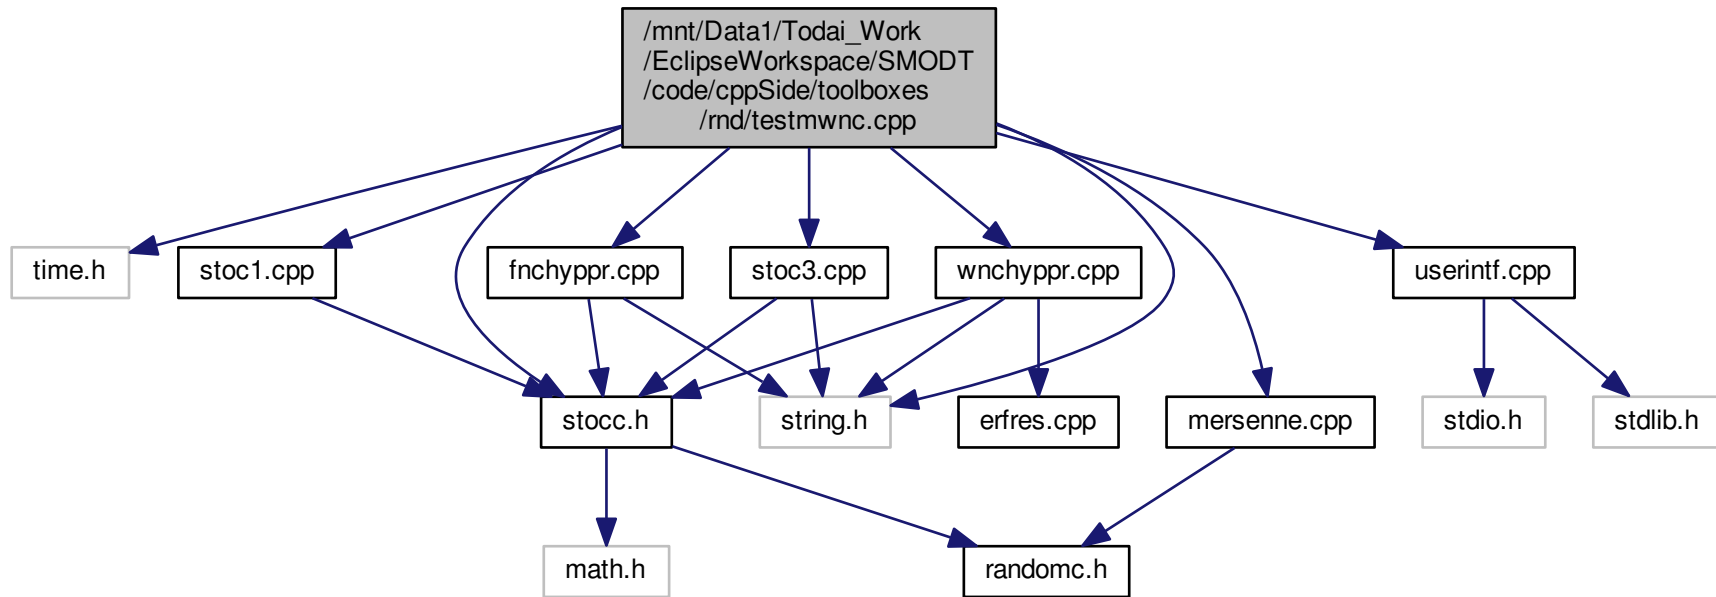 /mnt/Data1/Todai_Work
/EclipseWorkspace/SMODT
/code/cppSide/toolboxes
/rnd/testmwnc.cpp
time.h
stoc1.cpp
fnchyppr.cpp
stoc3.cpp
wnchyppr.cpp
userintf.cpp
stocc.h
string.h
erfres.cpp
mersenne.cpp
stdio.h
stdlib.h
math.h
randomc.h